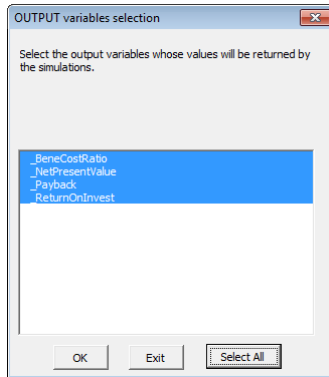 OUTPUT variables selection
Select the output variables whose values will be returned by
the simulations.
_BeneCostRatio
_NetPresentValue
_Payback
_ReturnOnInvest
OK
Exit
Select All